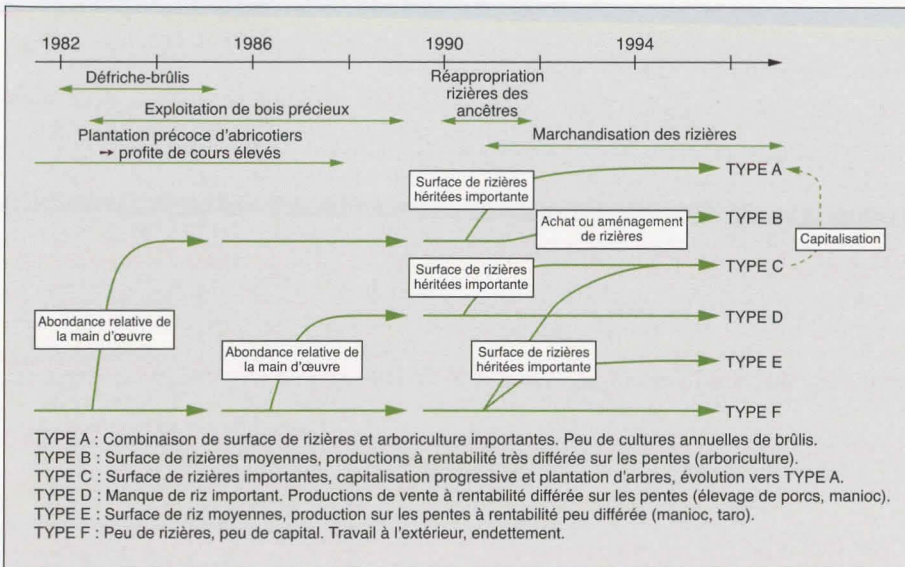 1982 1986 1990 1994
Défriche-brûlis
Réappropriation
rizières des
ancêtres
Exploitation de bois précieux
Plantation précoce d'abricotiers
→ profite de cours élevés
Marchandisation des rizières
TYPE A
Surface de rizières
héritées importante
Achat ou aménagement
de rizières
TYPE B
Capitalisation
Surface de rizières
héritées importante
TYPE C
Abondance relative de
la main d'œuvre
TYPE D
Abondance relative de
la main d'œuvre
Surface de rizières
héritées importante
TYPE E
TYPE F
TYPE A : Combinaison de surface de rizières et arboriculture importantes. Peu de cultures annuelles de brûlis.
TYPE B : Surface de rizières moyennes, productions à rentabilité très différée sur les pentes (arboriculture).
TYPE C : Surface de rizières importantes, capitalisation progressive et plantation d'arbres, évolution vers TYPE A.
TYPE D : Manque de riz important. Productions de vente à rentabilité différée sur les pentes (élevage de porcs, manioc).
TYPE E : Surface de riz moyennes, production sur les pentes à rentabilité peu différée (manioc, taro).
TYPE F : Peu de rizières, peu de capital. Travail à l'extérieur, endettement.